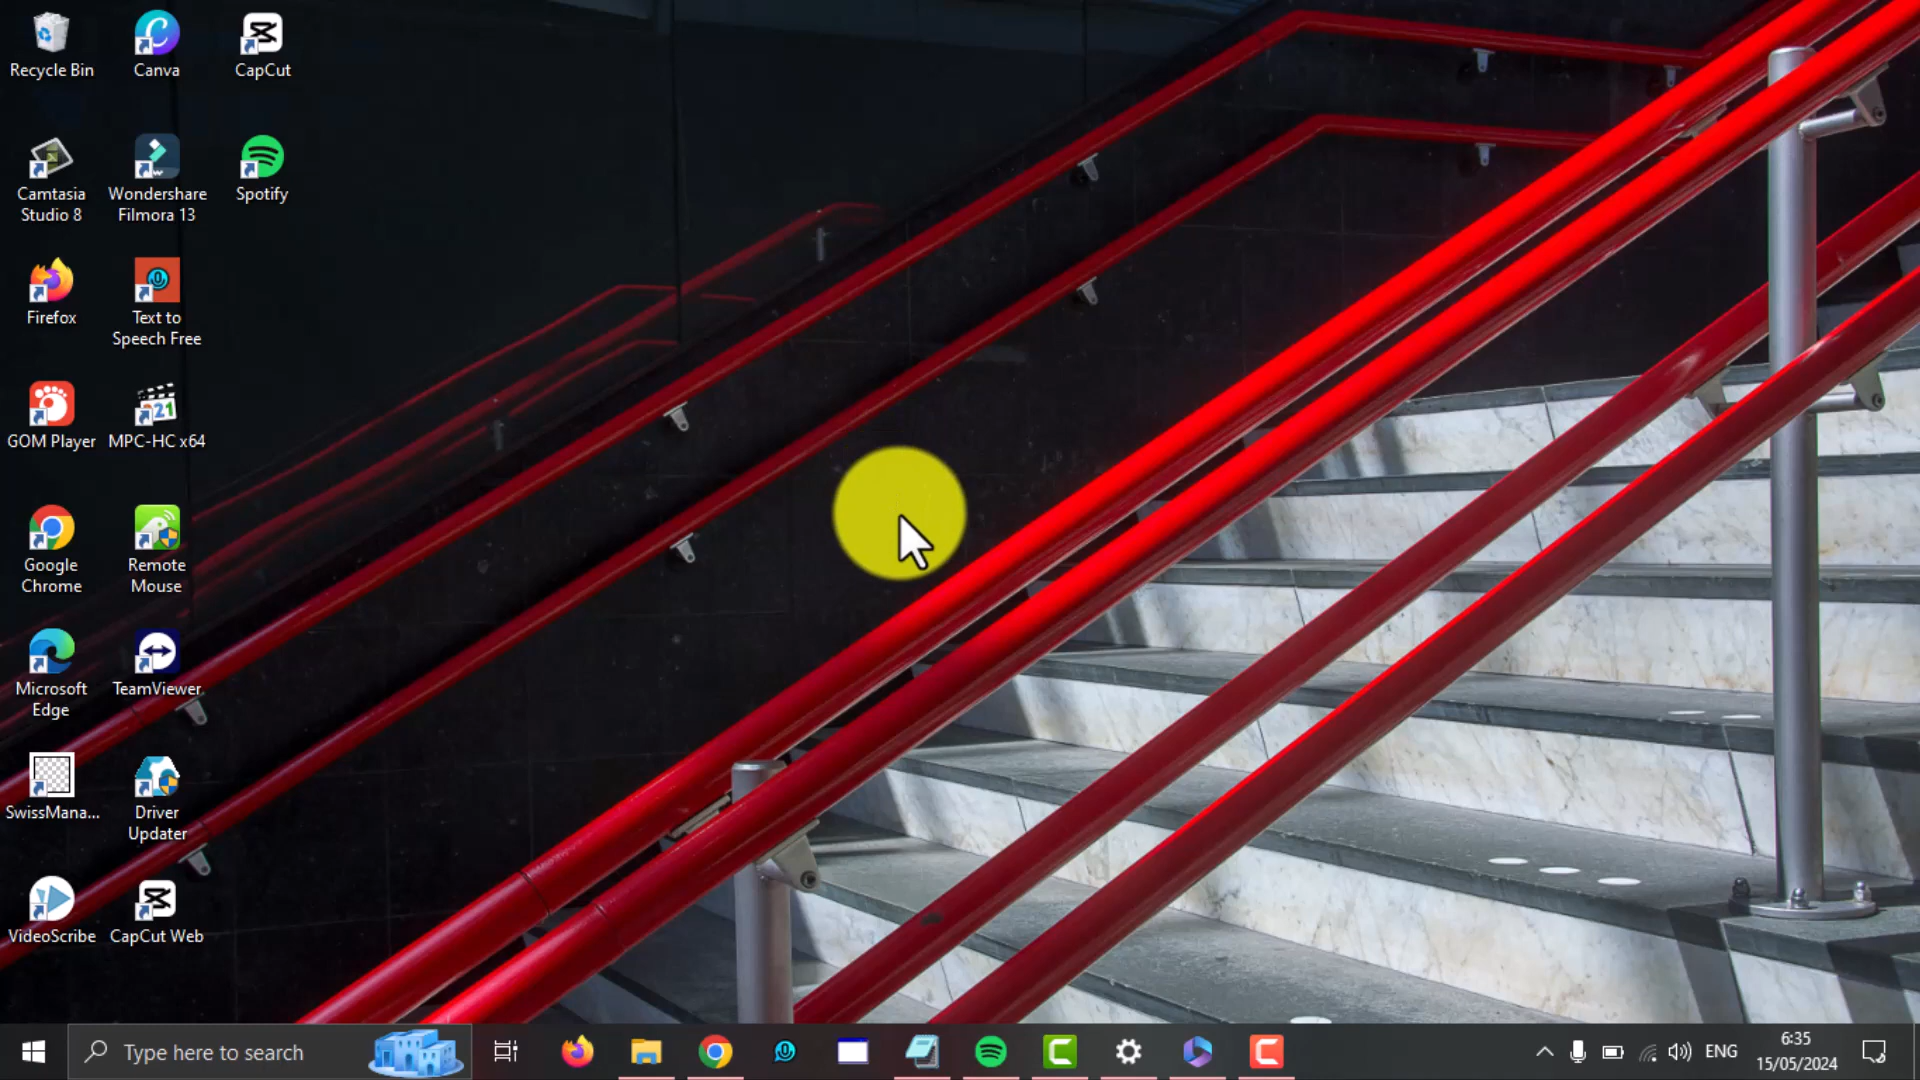 Recycle Bin
Canva
CapCut
Camtasia
Studio 8
Wondershare
Filmora 13
Spotify
Firefox
Text to
Speech Free
GOM Player
321
MPC-HC x64
Google
Chrome
Remote
Mouse
Microsoft
Edge
TeamViewer
SwissMana...
Driver
Updater
VideoScribe
CapCut Web
Type here to search
ENG
6:35
15/05/2024